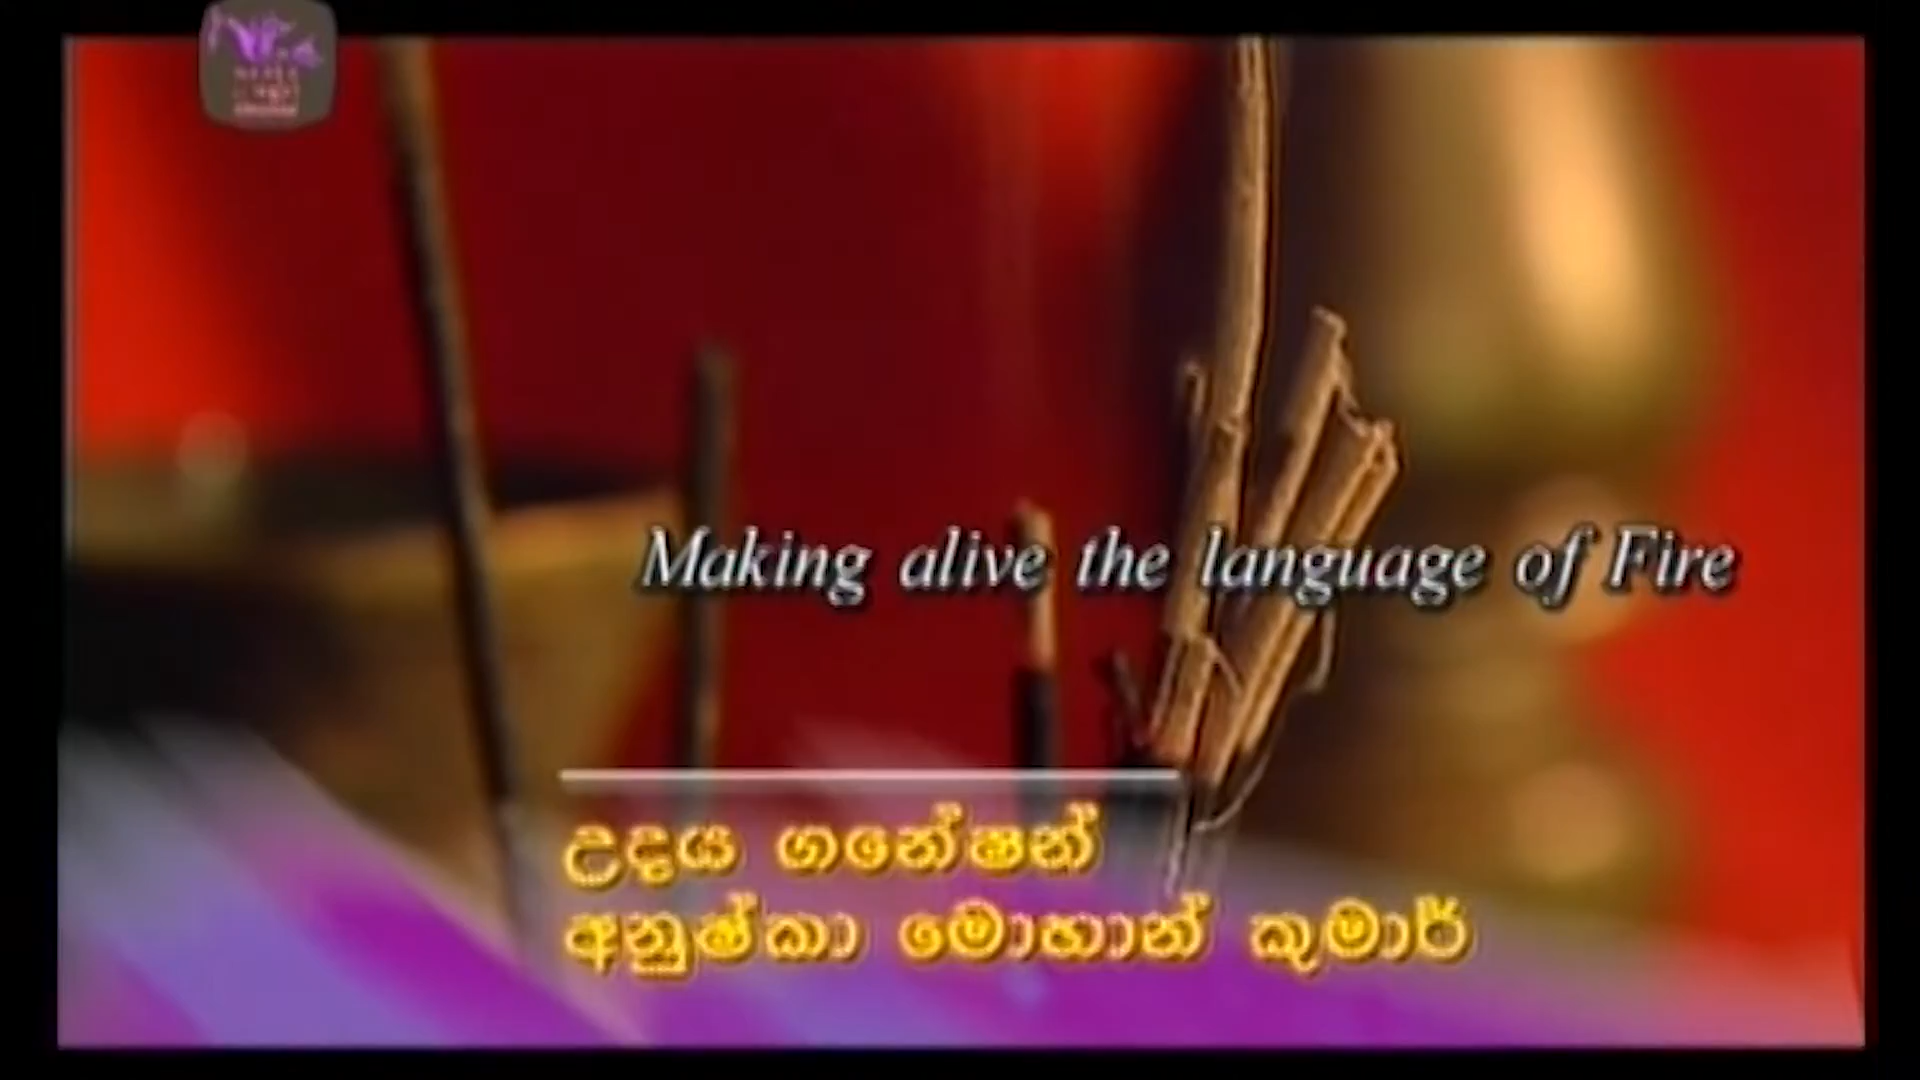 Making alive the language of Fire
උදය ගනේෂන්
අනුෂ්කා මොහාන් කුමාර්